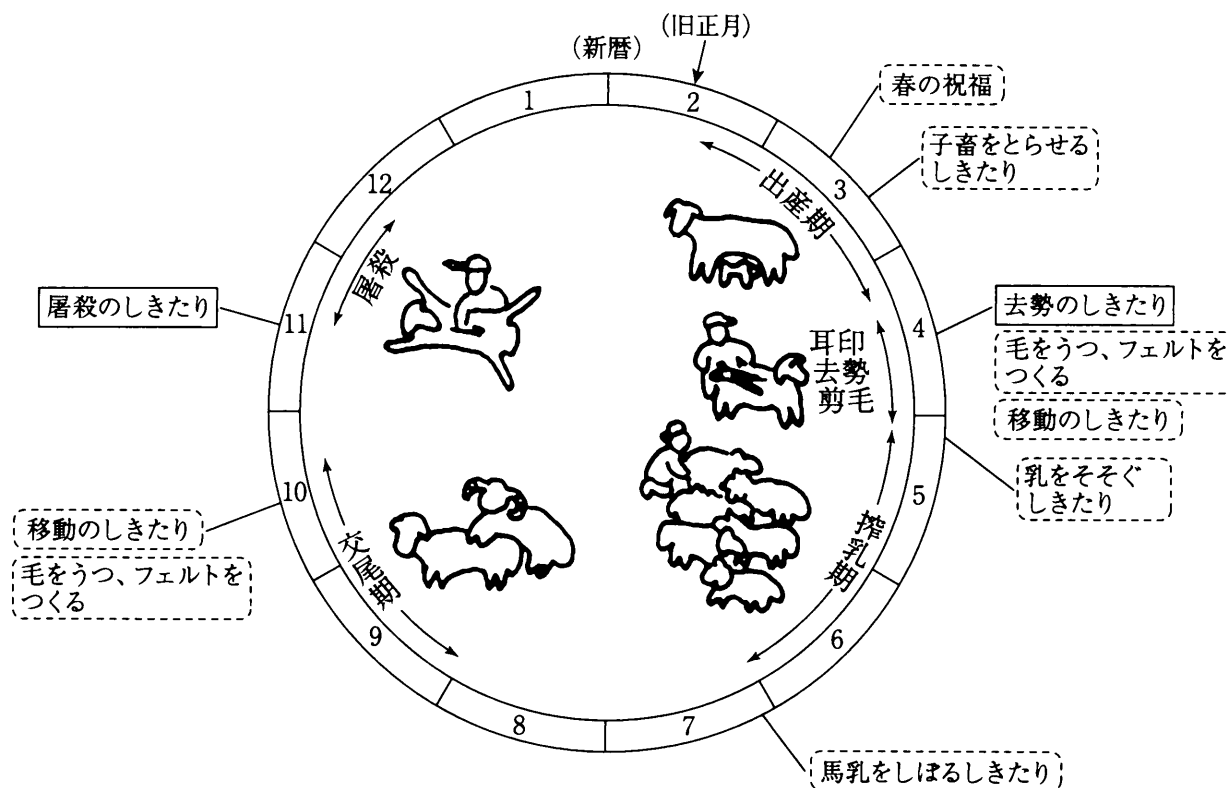 (旧正月)
(新暦)
1
2
3
4
5
6
7
8
9
10
11
12
春の祝福
子畜をとらせる
しきたり
出産期
去勢のしきたり
毛をうつ、フェルトを
つくる
移動のしきたり
耳印
去勢
剪毛
乳をそそぐ
しきたり
搾乳期
馬乳をしぼるしきたり
交尾期
移動のしきたり
毛をうつ、フェルトを
つくる
屠殺のしきたり
屠殺